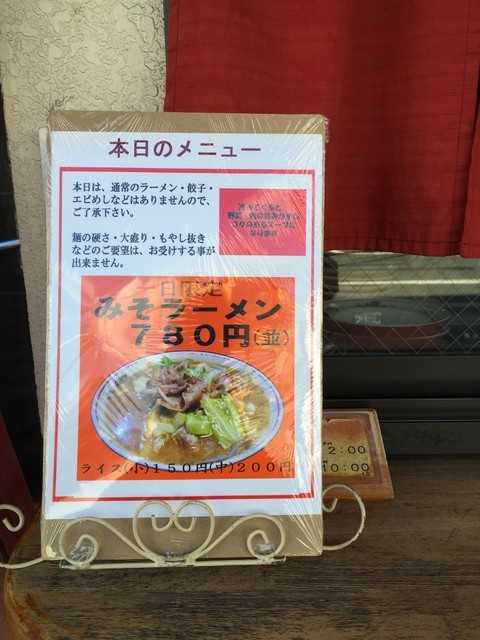 本日のメニュー
本日は、通常のラーメン・餃子・
エビめしなどはありませんので、
ご了承下さい。
麺の硬さ・大盛り・もやし抜き
などのご要望は、お受けする事が
出来ません。
一日限定
みそラーメン
780円(並)
ライス(小)150円(中)200円
2:00
10:00